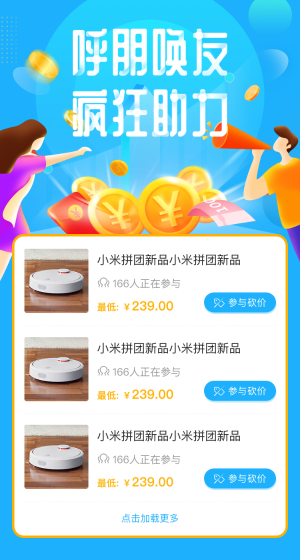 呼朋唤友
疯狂助力
小米拼团新品小米拼团新品
166人正在参与
最低: ￥239.00
参与砍价
小米拼团新品小米拼团新品
166人正在参与
最低: ￥239.00
参与砍价
小米拼团新品小米拼团新品
166人正在参与
最低: ￥239.00
参与砍价
点击加载更多